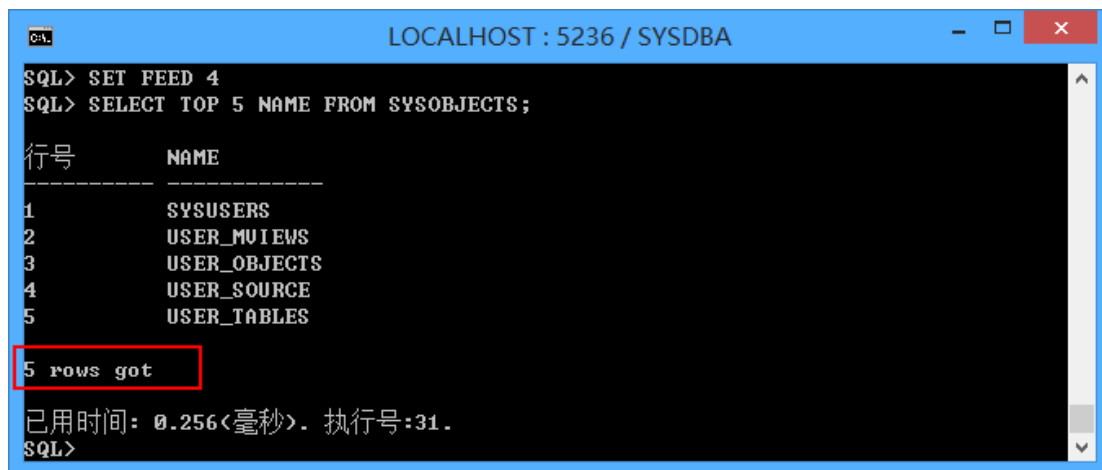 C:\.
LOCALHOST : 5236 / SYSDBA
SQL> SET FEED 4
SQL> SELECT TOP 5 NAME FROM SYSOBJECTS;
行号 NAME
---------- ------------
1 SYSUSERS
2 USER_MVIEWS
3 USER_OBJECTS
4 USER_SOURCE
5 USER_TABLES
5 rows got
已用时间: 0.256(毫秒). 执行号:31.
SQL>